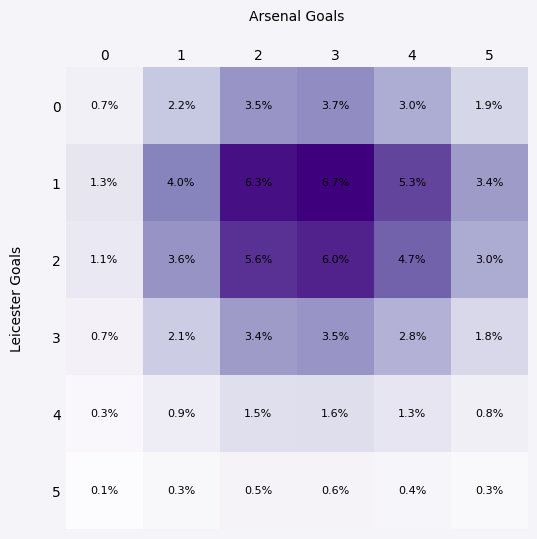 Arsenal Goals
0 1 2 3 4 5
0 0.7% 2.2% 3.5% 3.7% 3.0% 1.9%
1 1.3% 4.0% 6.3% 6.7% 5.3% 3.4%
2 1.1% 3.6% 5.6% 6.0% 4.7% 3.0%
3 0.7% 2.1% 3.4% 3.5% 2.8% 1.8%
4 0.3% 0.9% 1.5% 1.6% 1.3% 0.8%
5 0.1% 0.3% 0.5% 0.6% 0.4% 0.3%
Leicester Goals